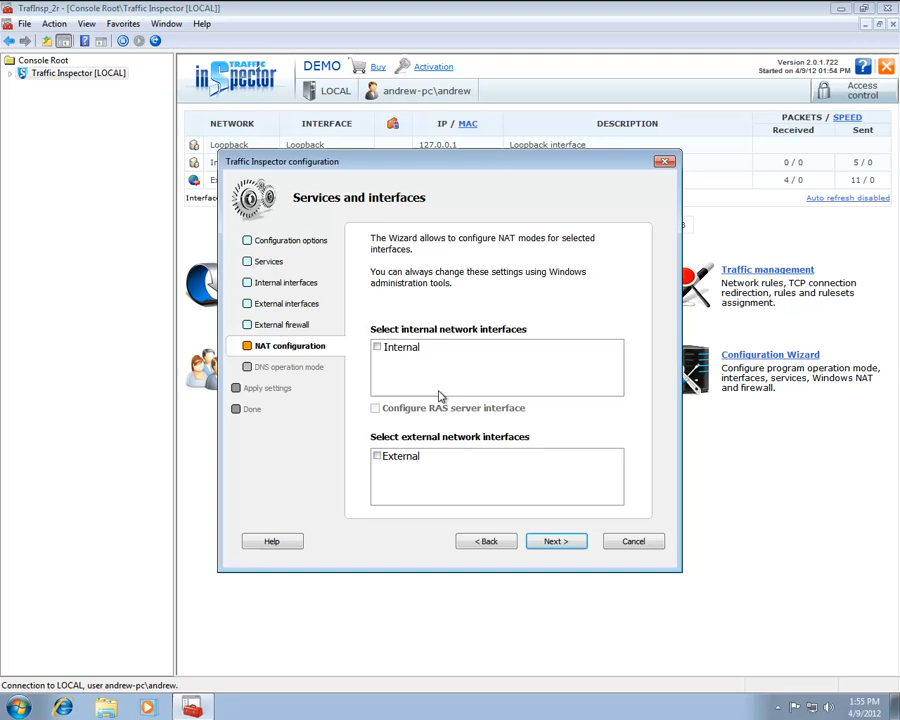 TrafInsp_2r - [Console Root\Traffic Inspector [LOCAL]]
File Action View Favorites Window Help
Console Root
Traffic Inspector [LOCAL]
TRAFFIC
inSpector
DEMO Buy Activation
LOCAL andrew-pc\andrew
Version 2.0.1.722
Started on 4/9/12 01:54 PM
Access
control
NETWORK INTERFACE IP / MAC DESCRIPTION PACKETS / SPEED
Received Sent
Loopback Loopback 127.0.0.1 Loopback interface
In 0 / 0 5 / 0
Ex 4 / 0 11 / 0
Interface Auto refresh disabled
Traffic management
Network rules, TCP connection
redirection, rules and rulesets
assignment.
Configuration Wizard
Configure program operation mode,
interfaces, services, Windows NAT
and firewall.
Traffic Inspector configuration
Services and interfaces
Configuration options
Services
Internal interfaces
External interfaces
External firewall
NAT configuration
DNS operation mode
Apply settings
Done
The Wizard allows to configure NAT modes for selected
interfaces.
You can always change these settings using Windows
administration tools.
Select internal network interfaces
Internal
Configure RAS server interface
Select external network interfaces
External
Help < Back Next > Cancel
Connection to LOCAL, user andrew-pc\andrew.
1:55 PM
4/9/2012